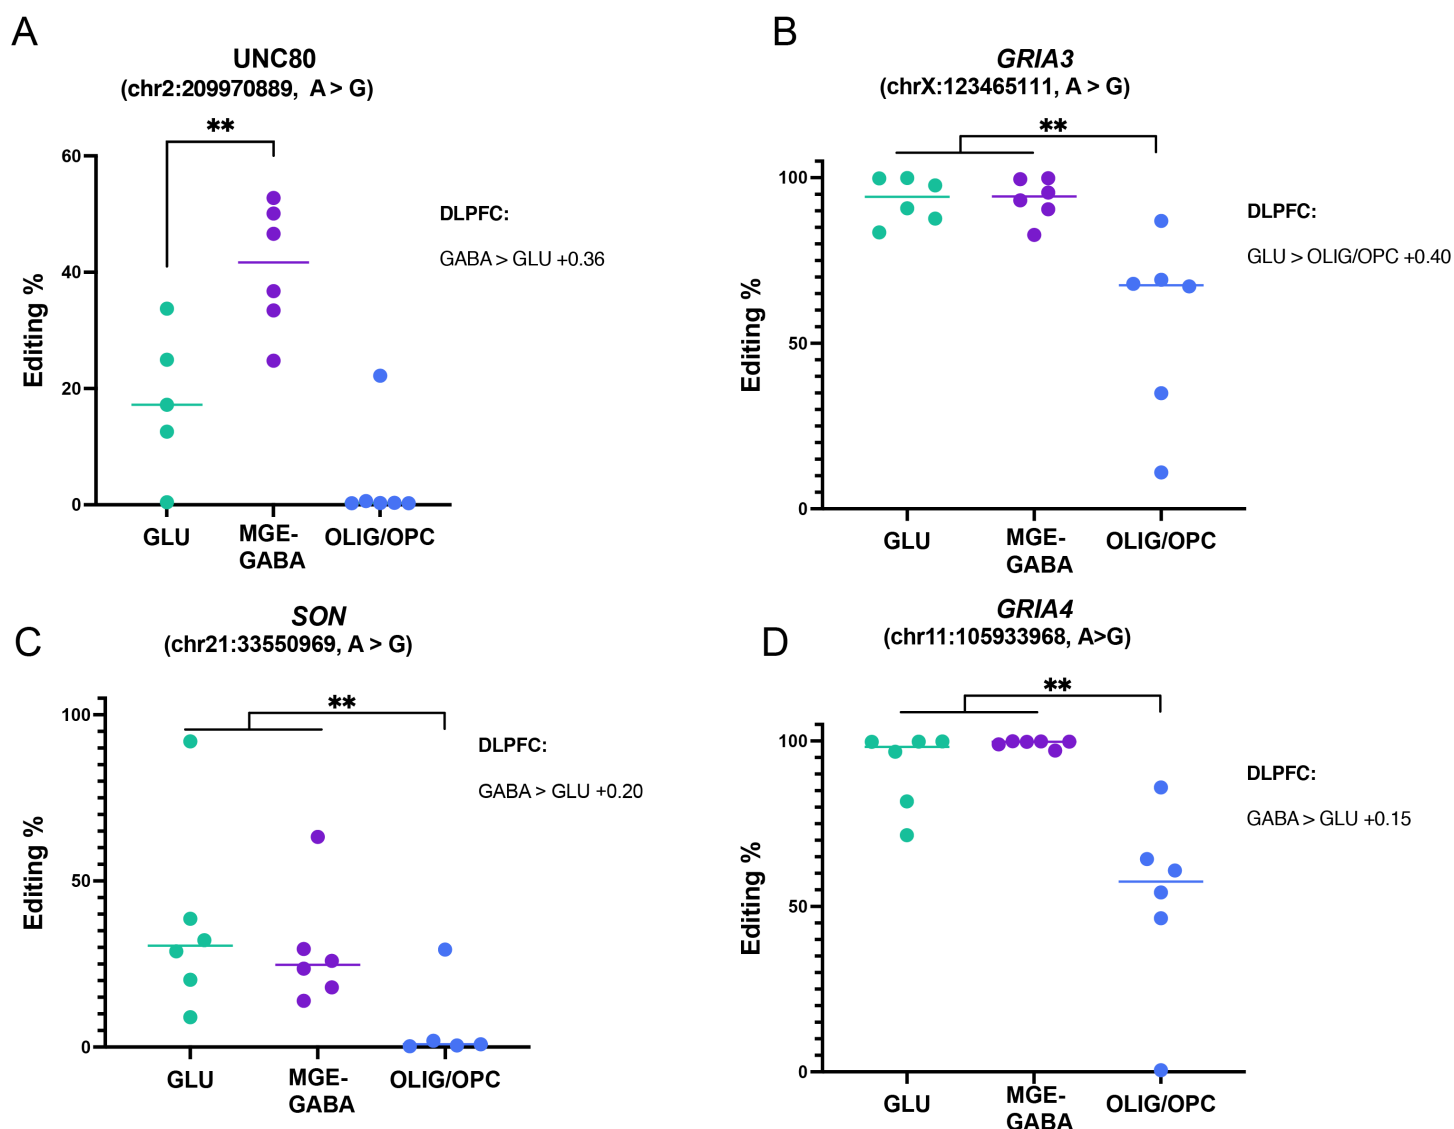 A
UNC80
(chr2:209970889,  A > G)
**
60
40
20
0
Editing %
GLU
MGE-
GABA
OLIG/OPC
DLPFC:
GABA > GLU +0.36
B
GRIA3
(chrX:123465111, A > G)
**
100
50
0
Editing %
GLU
MGE-
GABA
OLIG/OPC
DLPFC:
GLU > OLIG/OPC +0.40
C
SON
(chr21:33550969, A > G)
**
100
50
0
Editing %
GLU
MGE-
GABA
OLIG/OPC
DLPFC:
GABA > GLU +0.20
D
GRIA4
(chr11:105933968, A>G)
**
100
50
0
Editing %
GLU
MGE-
GABA
OLIG/OPC
DLPFC:
GABA > GLU +0.15